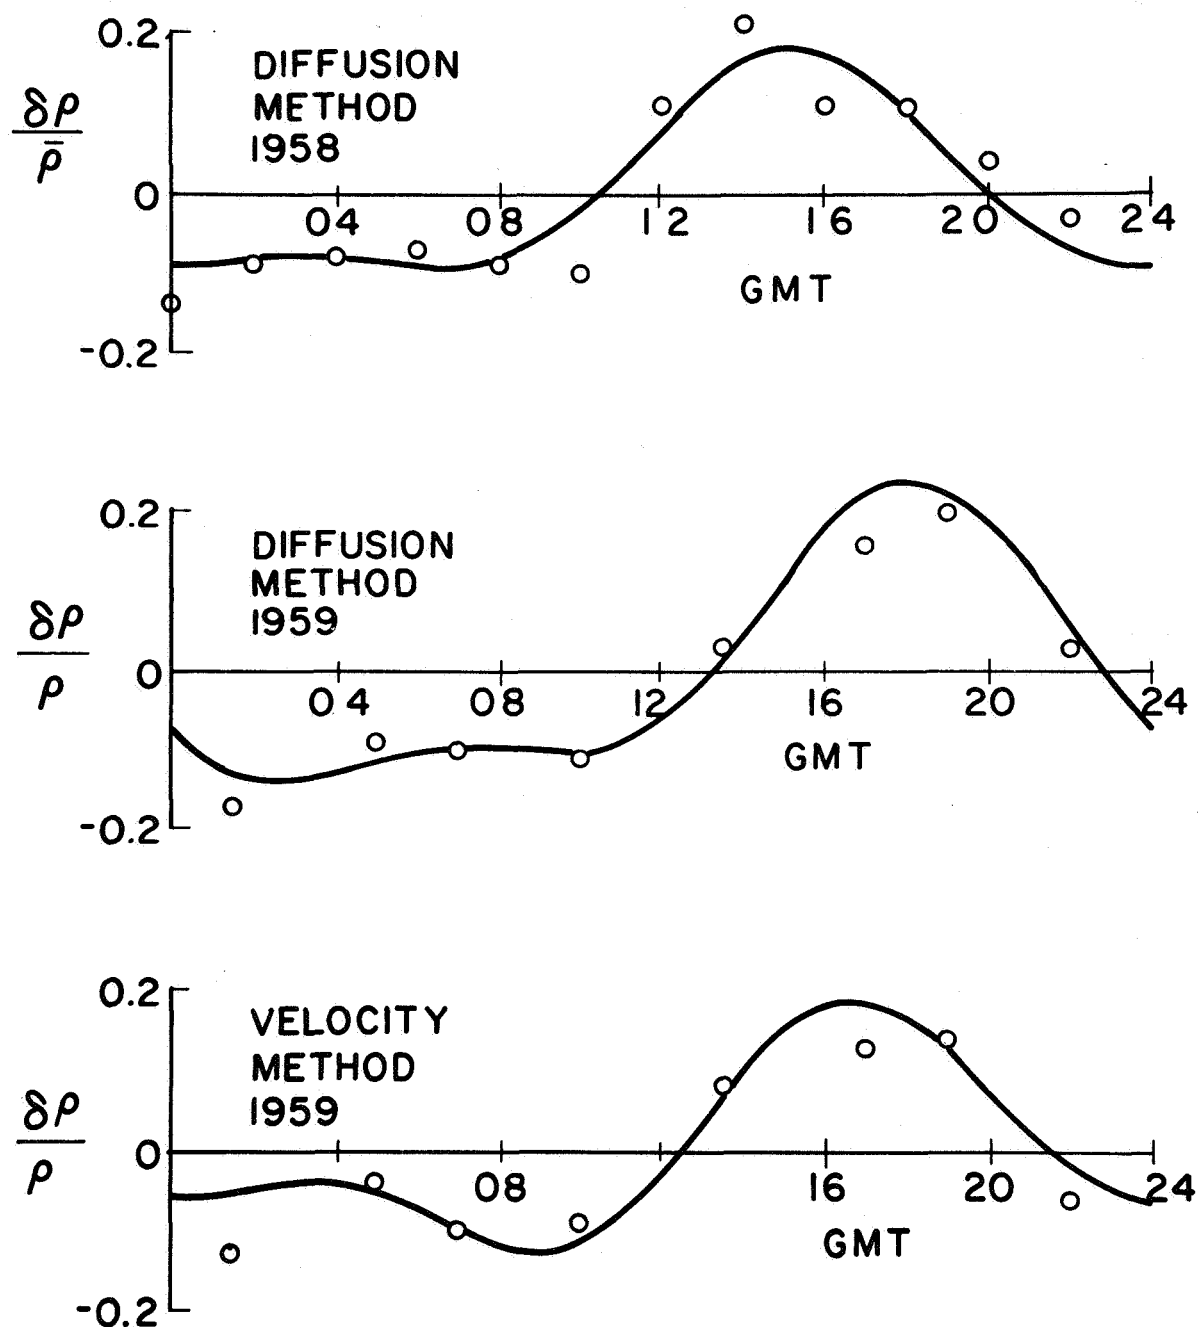 0.2
DIFFUSION
METHOD
1958
δρ
ρ̄
0
04 08 12 16 20 24
GMT
-0.2
0.2
DIFFUSION
METHOD
1959
δρ
ρ
0
04 08 12 16 20 24
GMT
-0.2
0.2
VELOCITY
METHOD
1959
δρ
ρ
0
08 16 20 24
GMT
-0.2